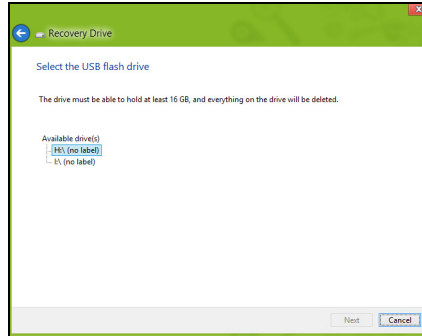 Recovery Drive
Select the USB flash drive
The drive must be able to hold at least 16 GB, and everything on the drive will be deleted.
Available drive(s)
H:\ (no label)
I:\ (no label)
Next
Cancel